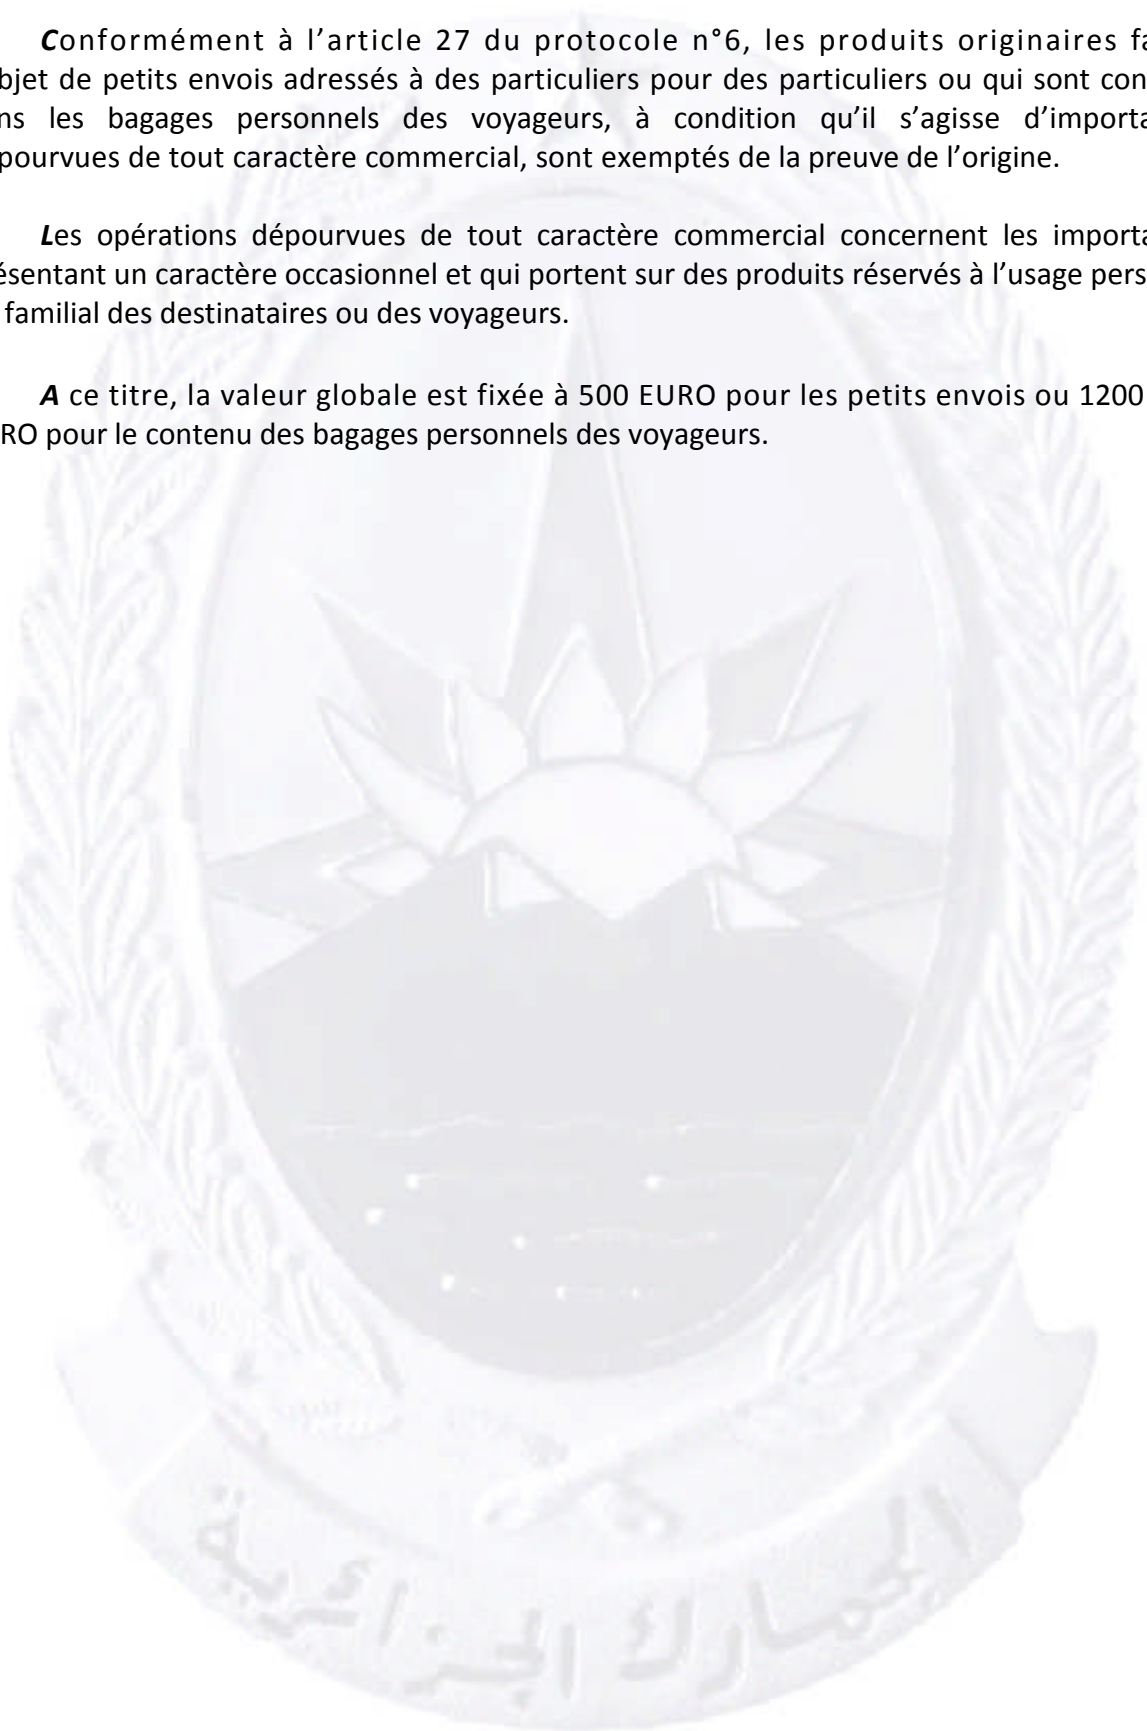 Conformément à l’article 27 du protocole n°6, les produits originaires fa
bjet de petits envois adressés à des particuliers pour des particuliers ou qui sont con
ns les bagages personnels des voyageurs, à condition qu’il s’agisse d’importa
pourvues de tout caractère commercial, sont exemptés de la preuve de l’origine.
Les opérations dépourvues de tout caractère commercial concernent les importa
ésentant un caractère occasionnel et qui portent sur des produits réservés à l’usage pers
familial des destinataires ou des voyageurs.
A ce titre, la valeur globale est fixée à 500 EURO pour les petits envois ou 1200
RO pour le contenu des bagages personnels des voyageurs.
الجمارك الجزائرية